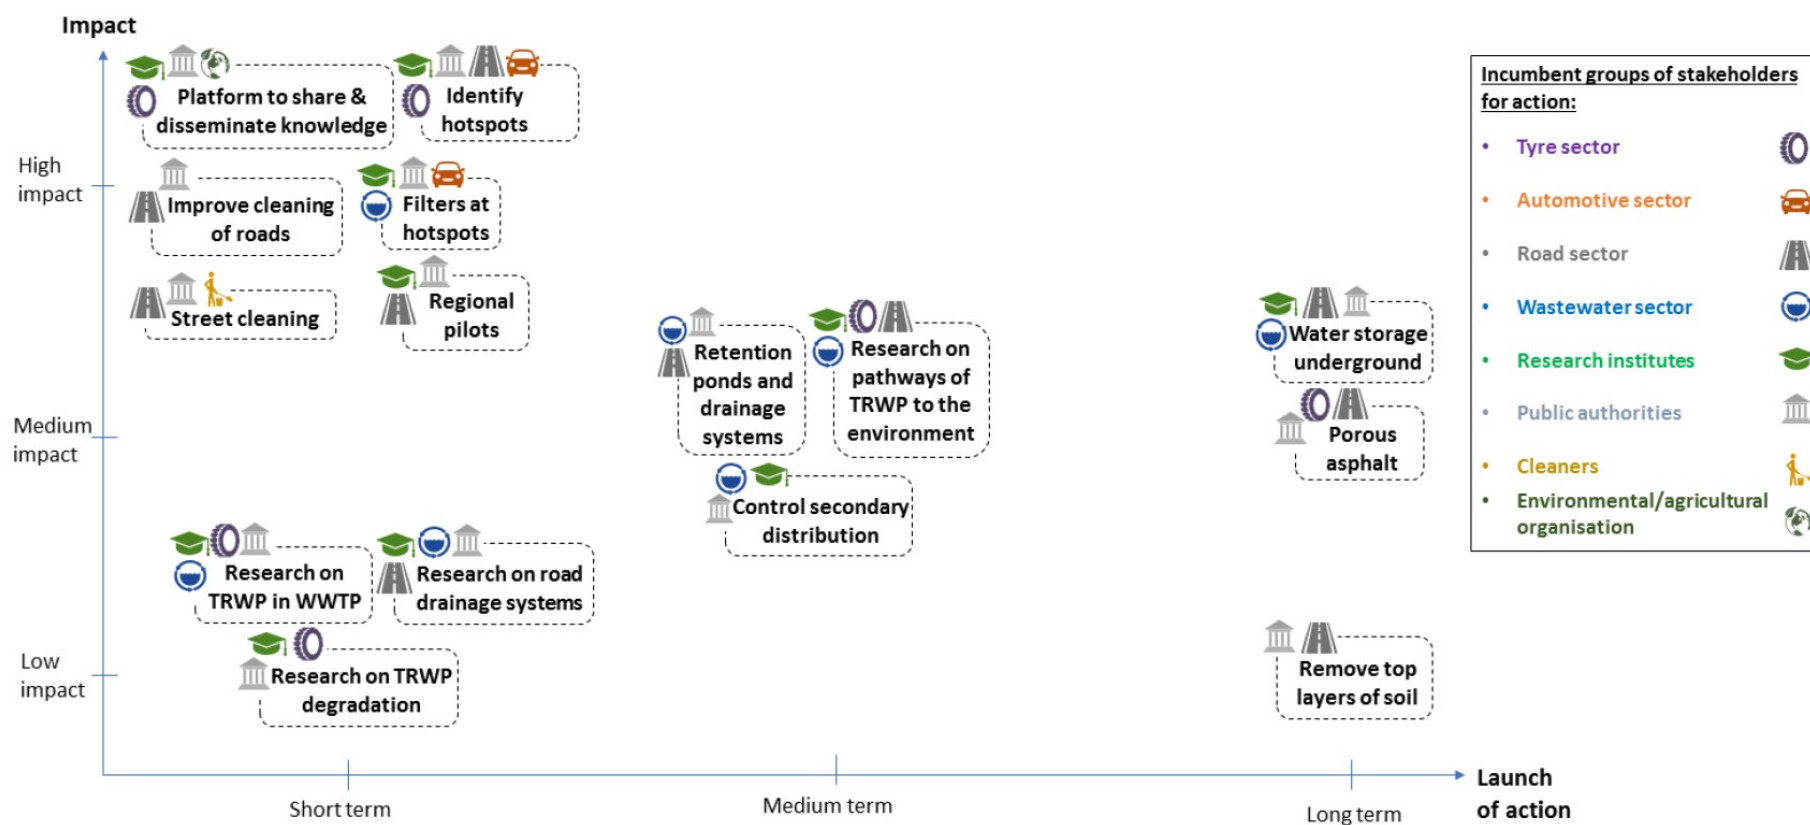 Impact
Platform to share &
disseminate knowledge
Identify
hotspots
High
impact
Improve cleaning
of roads
Filters at
hotspots
Street cleaning
Regional
pilots
Retention
ponds and
drainage
systems
Research on
pathways of
TRWP to the
environment
Water storage
underground
Medium
impact
Porous
asphalt
Control secondary
distribution
Research on
TRWP in WWTP
Research on road
drainage systems
Low
impact
Research on TRWP
degradation
Remove top
layers of soil
Short term
Medium term
Long term
Launch
of action
Incumbent groups of stakeholders
for action:
• Tyre sector
• Automotive sector
• Road sector
• Wastewater sector
• Research institutes
• Public authorities
• Cleaners
• Environmental/agricultural
organisation